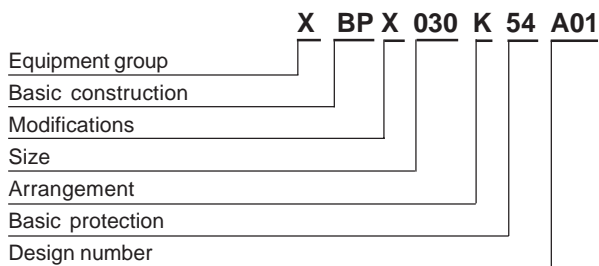 X BP X 030 K 54 A01
Equipment group
Basic construction
Modifications
Size
Arrangement
Basic protection
Design number